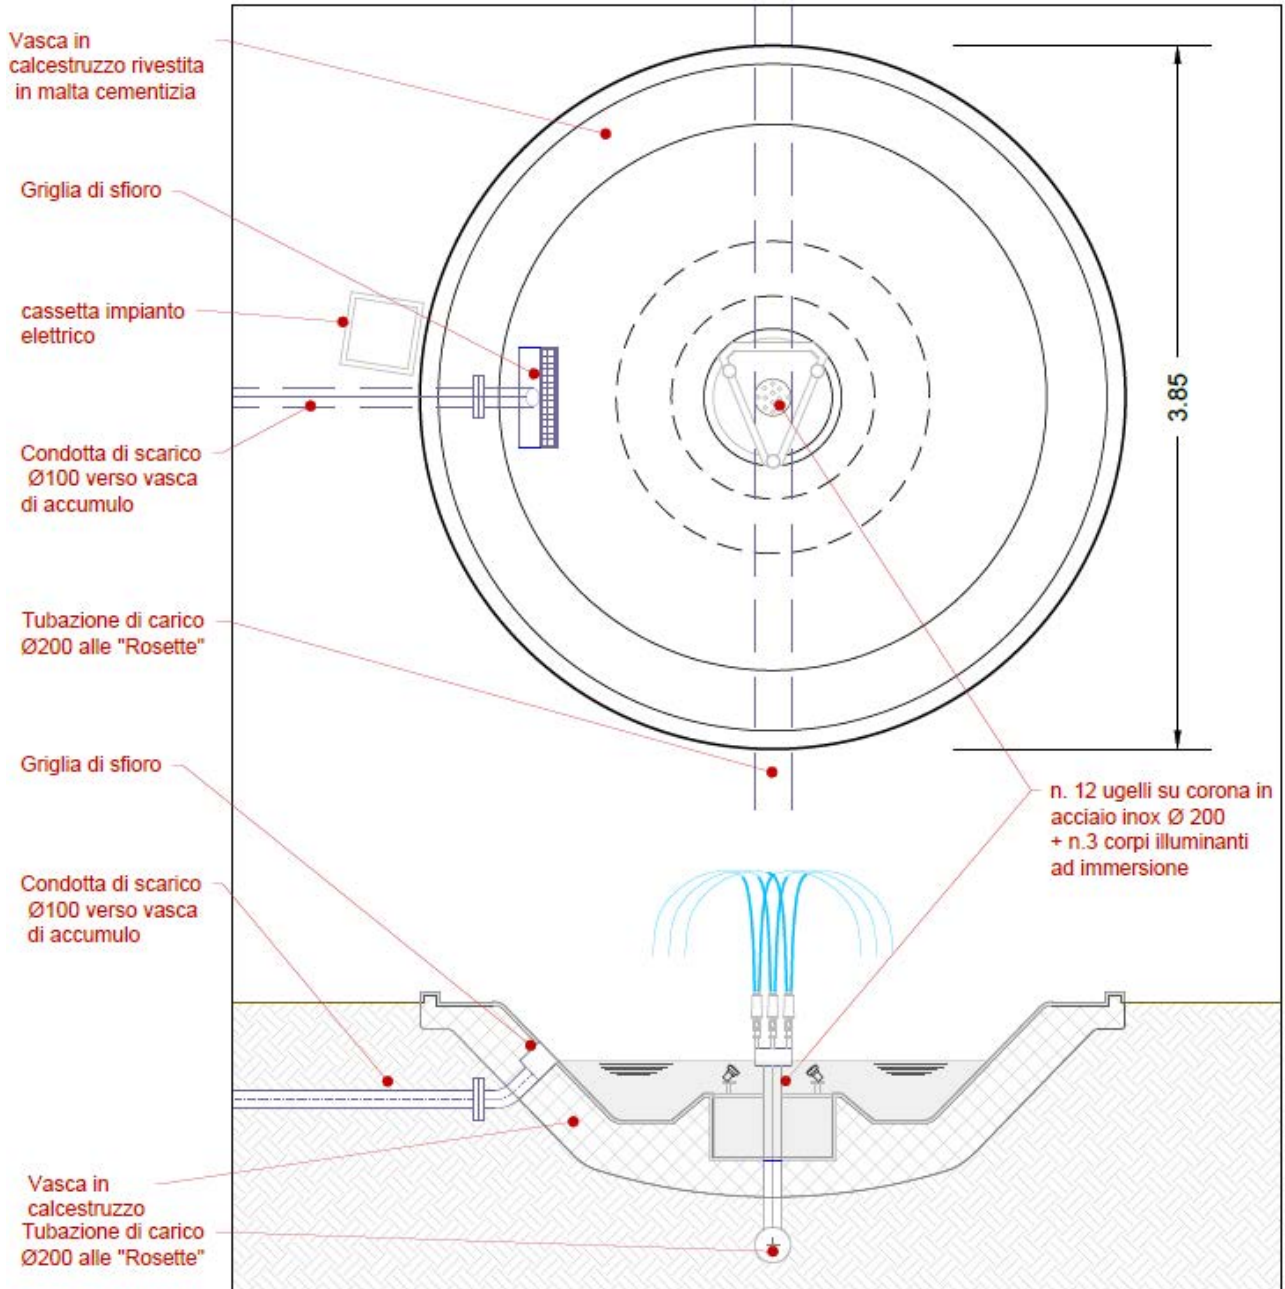 Vasca in
calcestruzzo rivestita
in malta cementizia
Griglia di sfioro
cassetta impianto
elettrico
Condotta di scarico
Ø100 verso vasca
di accumulo
3.85
Tubazione di carico
Ø200 alle "Rosette"
Griglia di sfioro
n. 12 ugelli su corona in
acciaio inox Ø 200
+ n.3 corpi illuminanti
ad immersione
Condotta di scarico
Ø100 verso vasca
di accumulo
Vasca in
calcestruzzo
Tubazione di carico
Ø200 alle "Rosette"